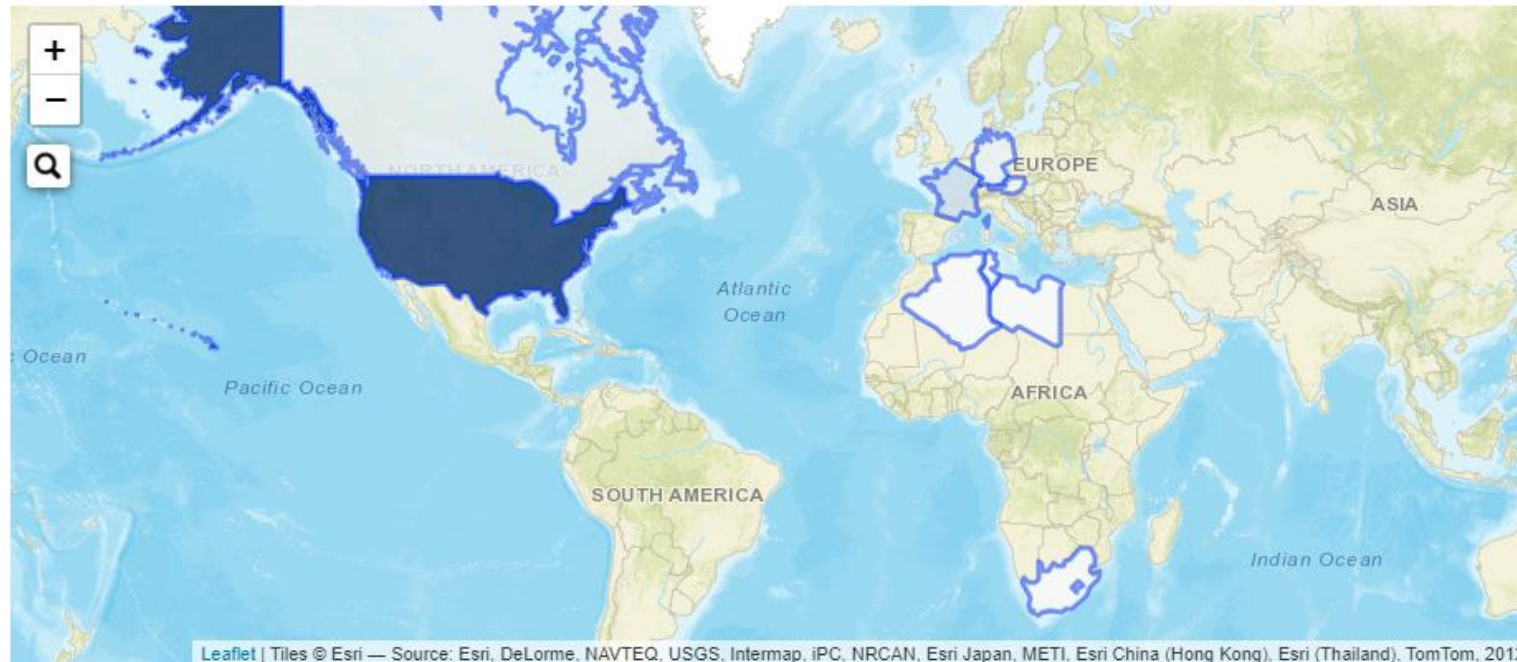 +
−
NORTH AMERICA
EUROPE
ASIA
Atlantic
Ocean
Ocean
Pacific Ocean
AFRICA
SOUTH AMERICA
Indian Ocean
Leaflet | Tiles © Esri — Source: Esri, DeLorme, NAVTEQ, USGS, Intermap, iPC, NRCAN, Esri Japan, METI, Esri China (Hong Kong), Esri (Thailand), TomTom, 2012